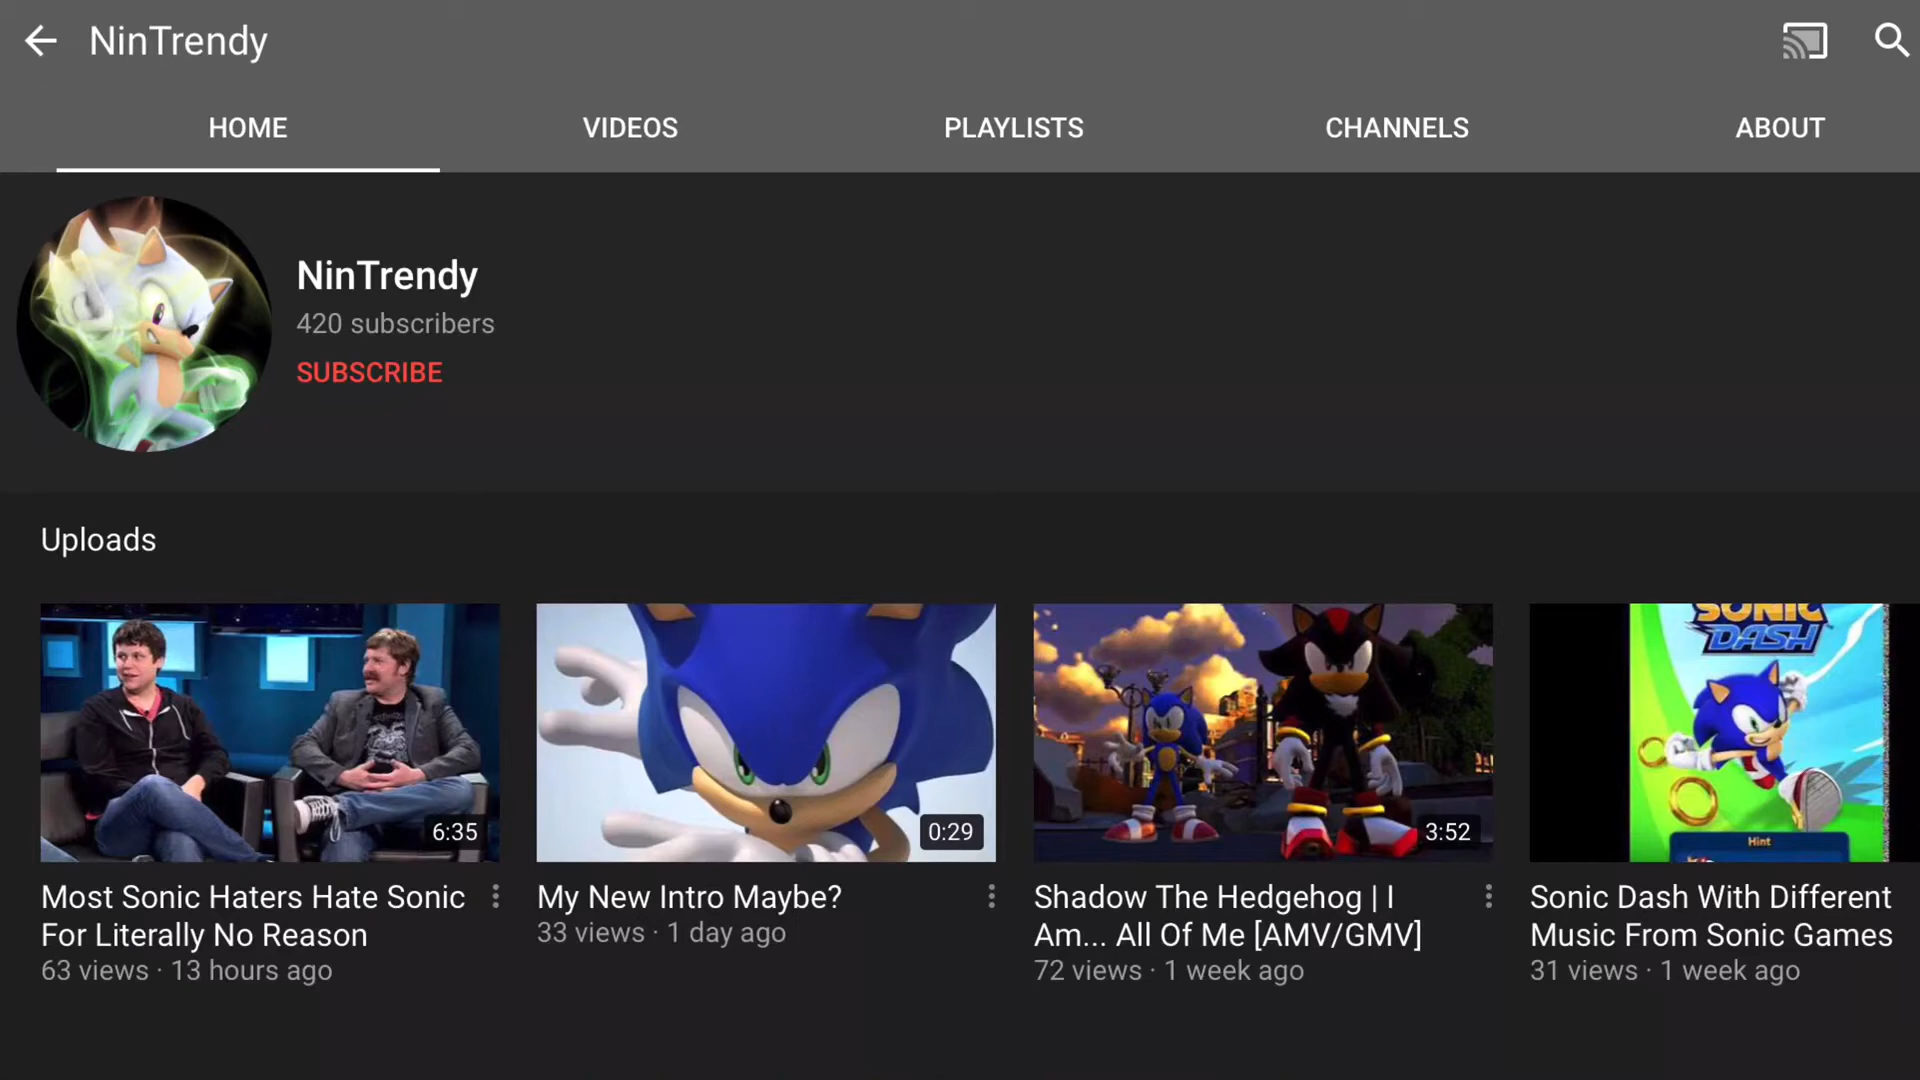 NinTrendy
HOME
VIDEOS
PLAYLISTS
CHANNELS
ABOUT
NinTrendy
420 subscribers
SUBSCRIBE
Uploads
6:35
0:29
3:52
SONIC
DASH
Hint
Most Sonic Haters Hate Sonic
For Literally No Reason
63 views · 13 hours ago
My New Intro Maybe?
33 views · 1 day ago
Shadow The Hedgehog | I
Am... All Of Me [AMV/GMV]
72 views · 1 week ago
Sonic Dash With Different
Music From Sonic Games
31 views · 1 week ago